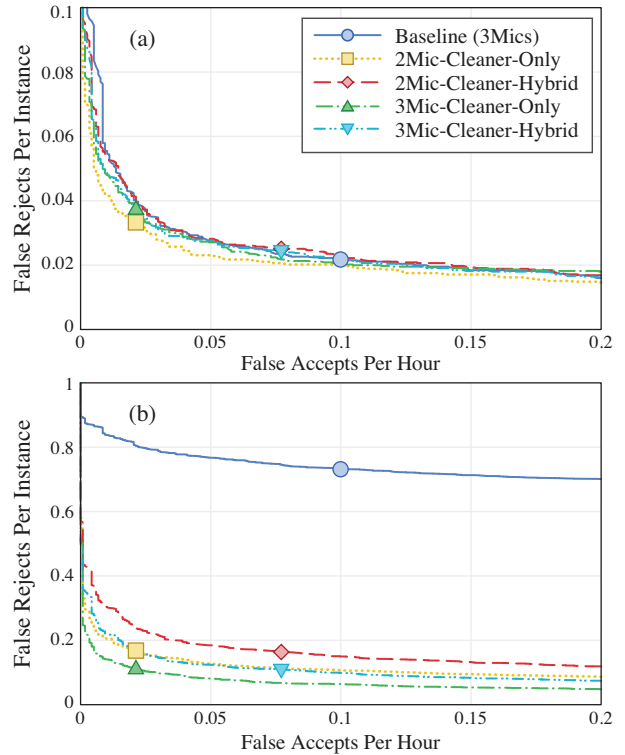 0.1
(a)
Baseline (3Mics)
2Mic-Cleaner-Only
2Mic-Cleaner-Hybrid
3Mic-Cleaner-Only
3Mic-Cleaner-Hybrid
0.08
0.06
0.04
0.02
0
False Rejects Per Instance
0 0.05 0.1 0.15 0.2
False Accepts Per Hour
1
(b)
0.8
0.6
0.4
0.2
0
False Rejects Per Instance
0 0.05 0.1 0.15 0.2
False Accepts Per Hour